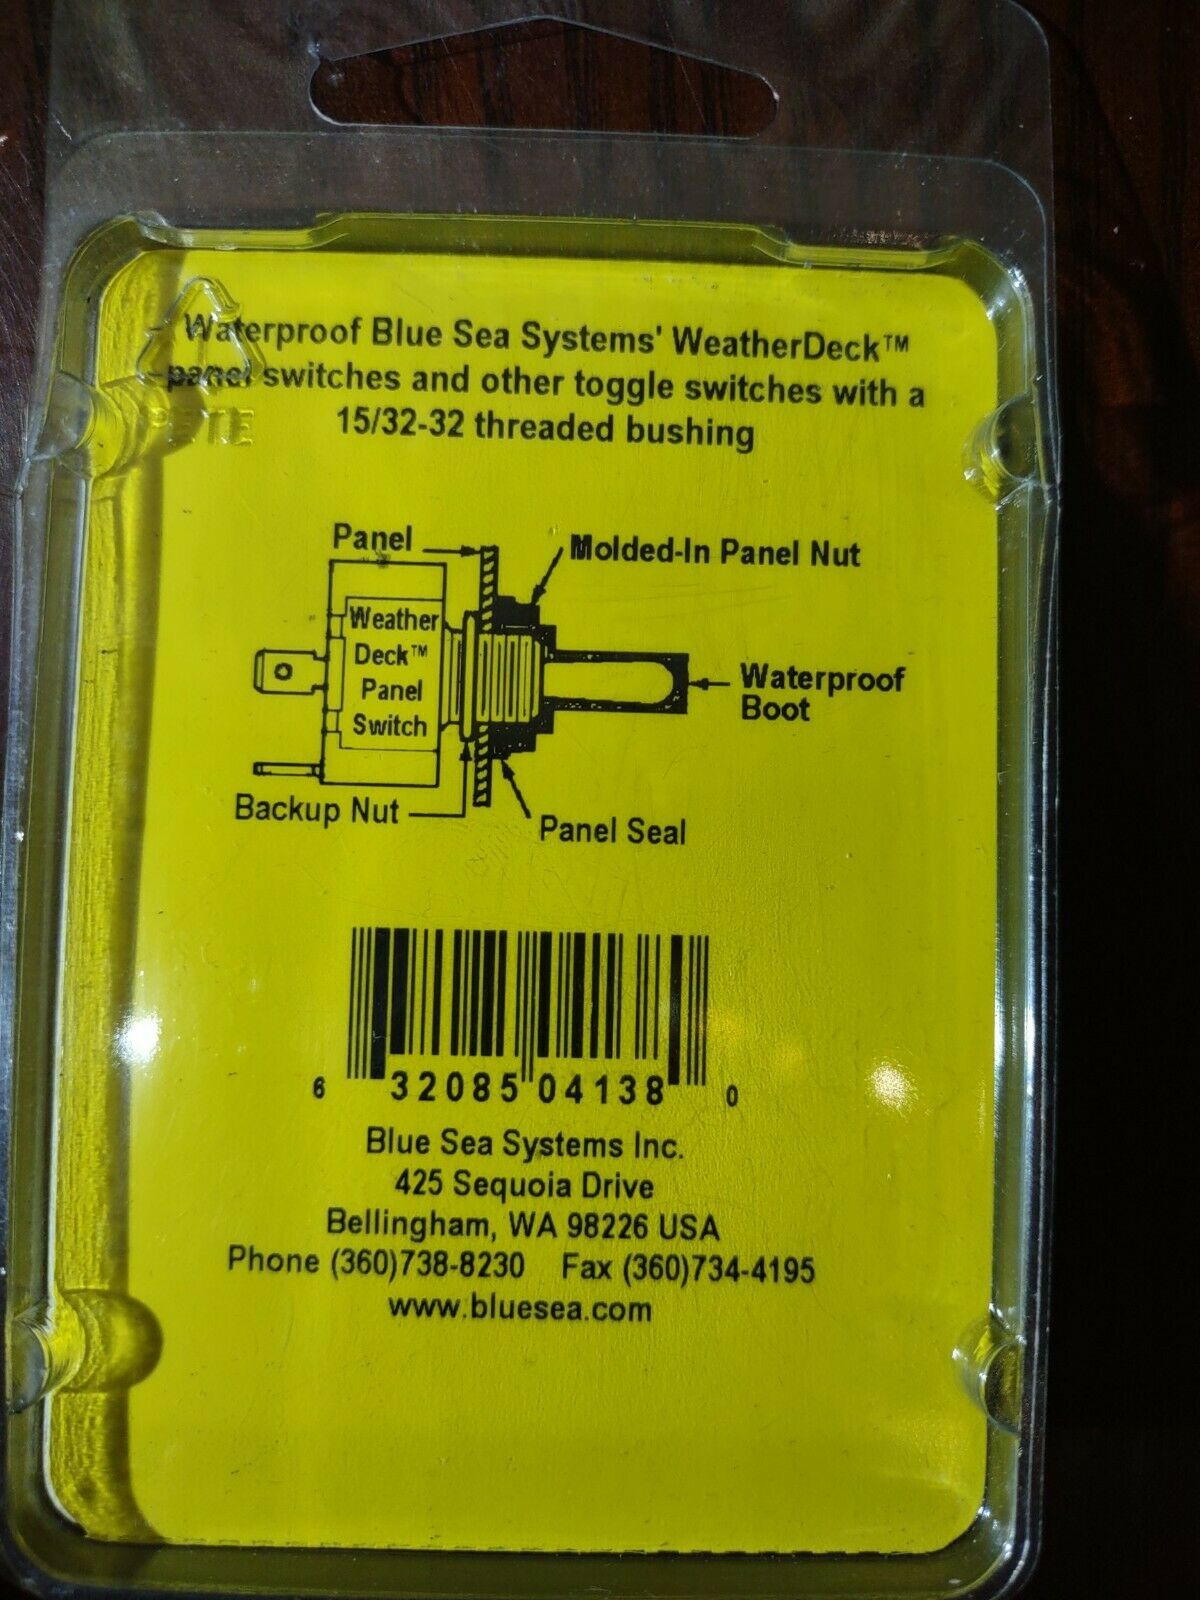 Waterproof Blue Sea Systems' WeatherDeck™
panel switches and other toggle switches with a
15/32-32 threaded bushing
PETE
Panel
Molded-In Panel Nut
Weather
Deck™
Panel
Switch
Waterproof
Boot
Backup Nut
Panel Seal
6 32085 04138 0
Blue Sea Systems Inc.
425 Sequoia Drive
Bellingham, WA 98226 USA
Phone (360)738-8230 Fax (360)734-4195
www.bluesea.com